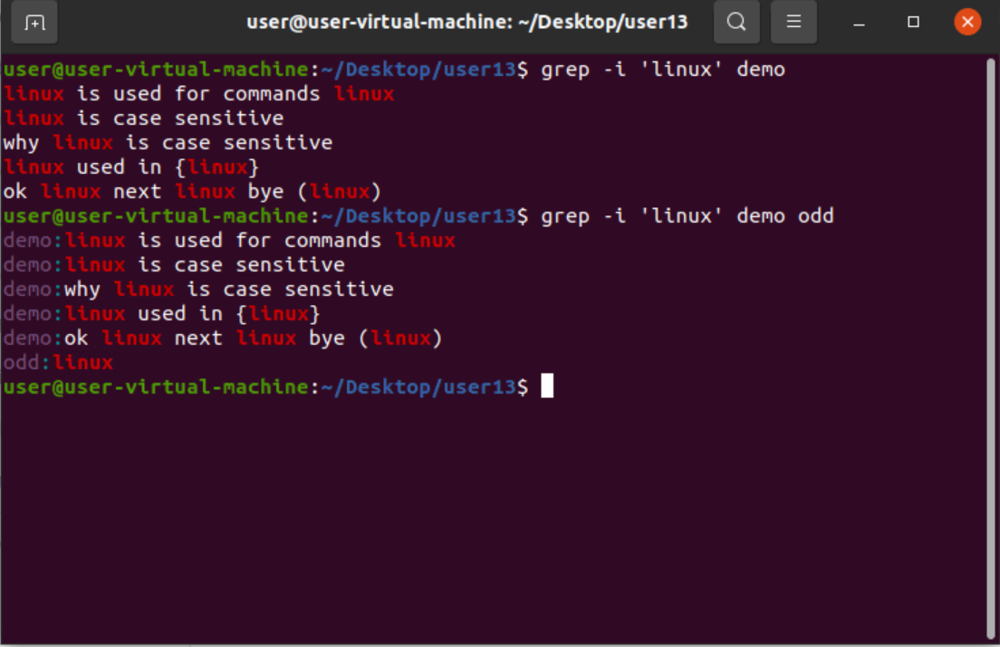 user@user-virtual-machine: ~/Desktop/user13
user@user-virtual-machine:~/Desktop/user13$ grep -i 'linux' demo
linux is used for commands linux
linux is case sensitive
why linux is case sensitive
linux used in {linux}
ok linux next linux bye (linux)
user@user-virtual-machine:~/Desktop/user13$ grep -i 'linux' demo odd
demo:linux is used for commands linux
demo:linux is case sensitive
demo:why linux is case sensitive
demo:linux used in {linux}
demo:ok linux next linux bye (linux)
odd:linux
user@user-virtual-machine:~/Desktop/user13$